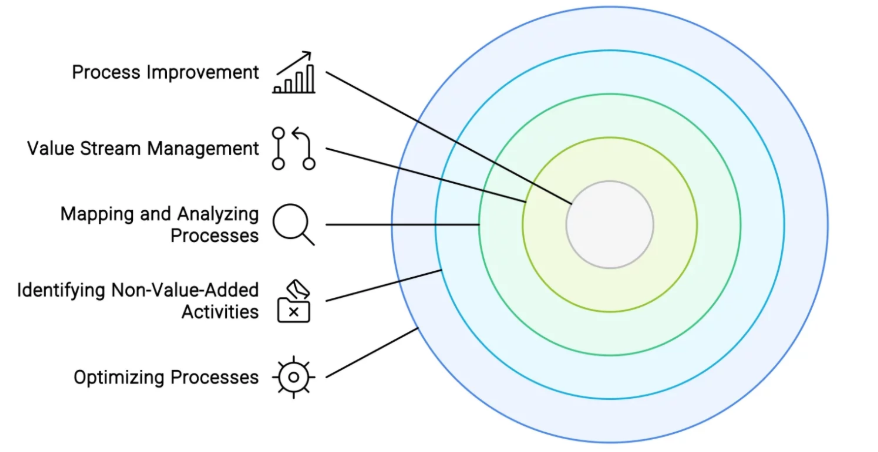 Process Improvement
Value Stream Management
Mapping and Analyzing
Processes
Identifying Non-Value-Added
Activities
Optimizing Processes